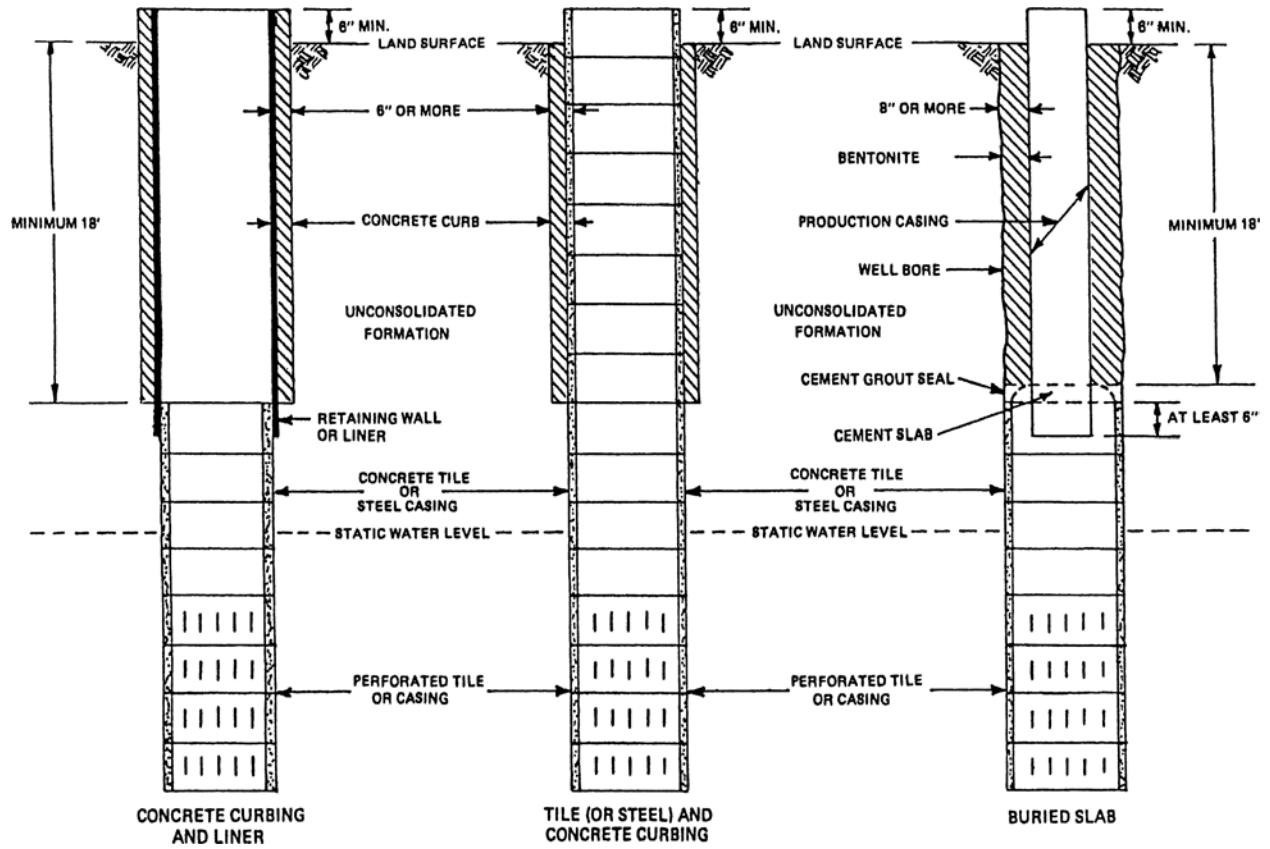 6" MIN.
6" MIN.
6" MIN.
LAND SURFACE
LAND SURFACE
6" OR MORE
8" OR MORE
BENTONITE
MINIMUM 18'
CONCRETE CURB
PRODUCTION CASING
MINIMUM 18'
WELL BORE
UNCONSOLIDATED
FORMATION
UNCONSOLIDATED
FORMATION
CEMENT GROUT SEAL
RETAINING WALL
OR LINER
CEMENT SLAB
AT LEAST 6"
CONCRETE TILE
OR
STEEL CASING
CONCRETE TILE
OR
STEEL CASING
STATIC WATER LEVEL
STATIC WATER LEVEL
PERFORATED TILE
OR CASING
PERFORATED TILE
OR CASING
CONCRETE CURBING
AND LINER
TILE (OR STEEL) AND
CONCRETE CURBING
BURIED SLAB